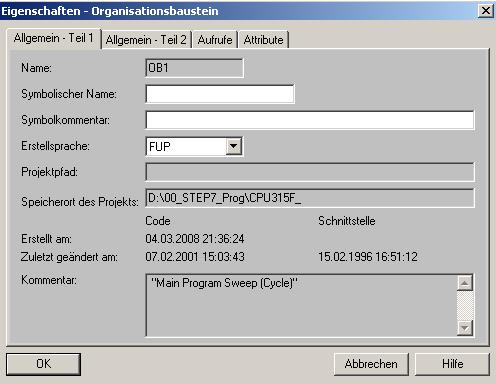 Eigenschaften - Organisationsbaustein
Allgemein - Teil 1 Allgemein - Teil 2 Aufrufe Attribute
Name: OB1
Symbolischer Name:
Symbolkommentar:
Erstellsprache: FUP
Projektpfad:
Speicherort des Projekts: D:\00_STEP7_Prog\CPU315F_
Code Schnittstelle
Erstellt am: 04.03.2008 21:36:24
Zuletzt geändert am: 07.02.2001 15:03:43 15.02.1996 16:51:12
Kommentar: "Main Program Sweep (Cycle)"
OK Abbrechen Hilfe